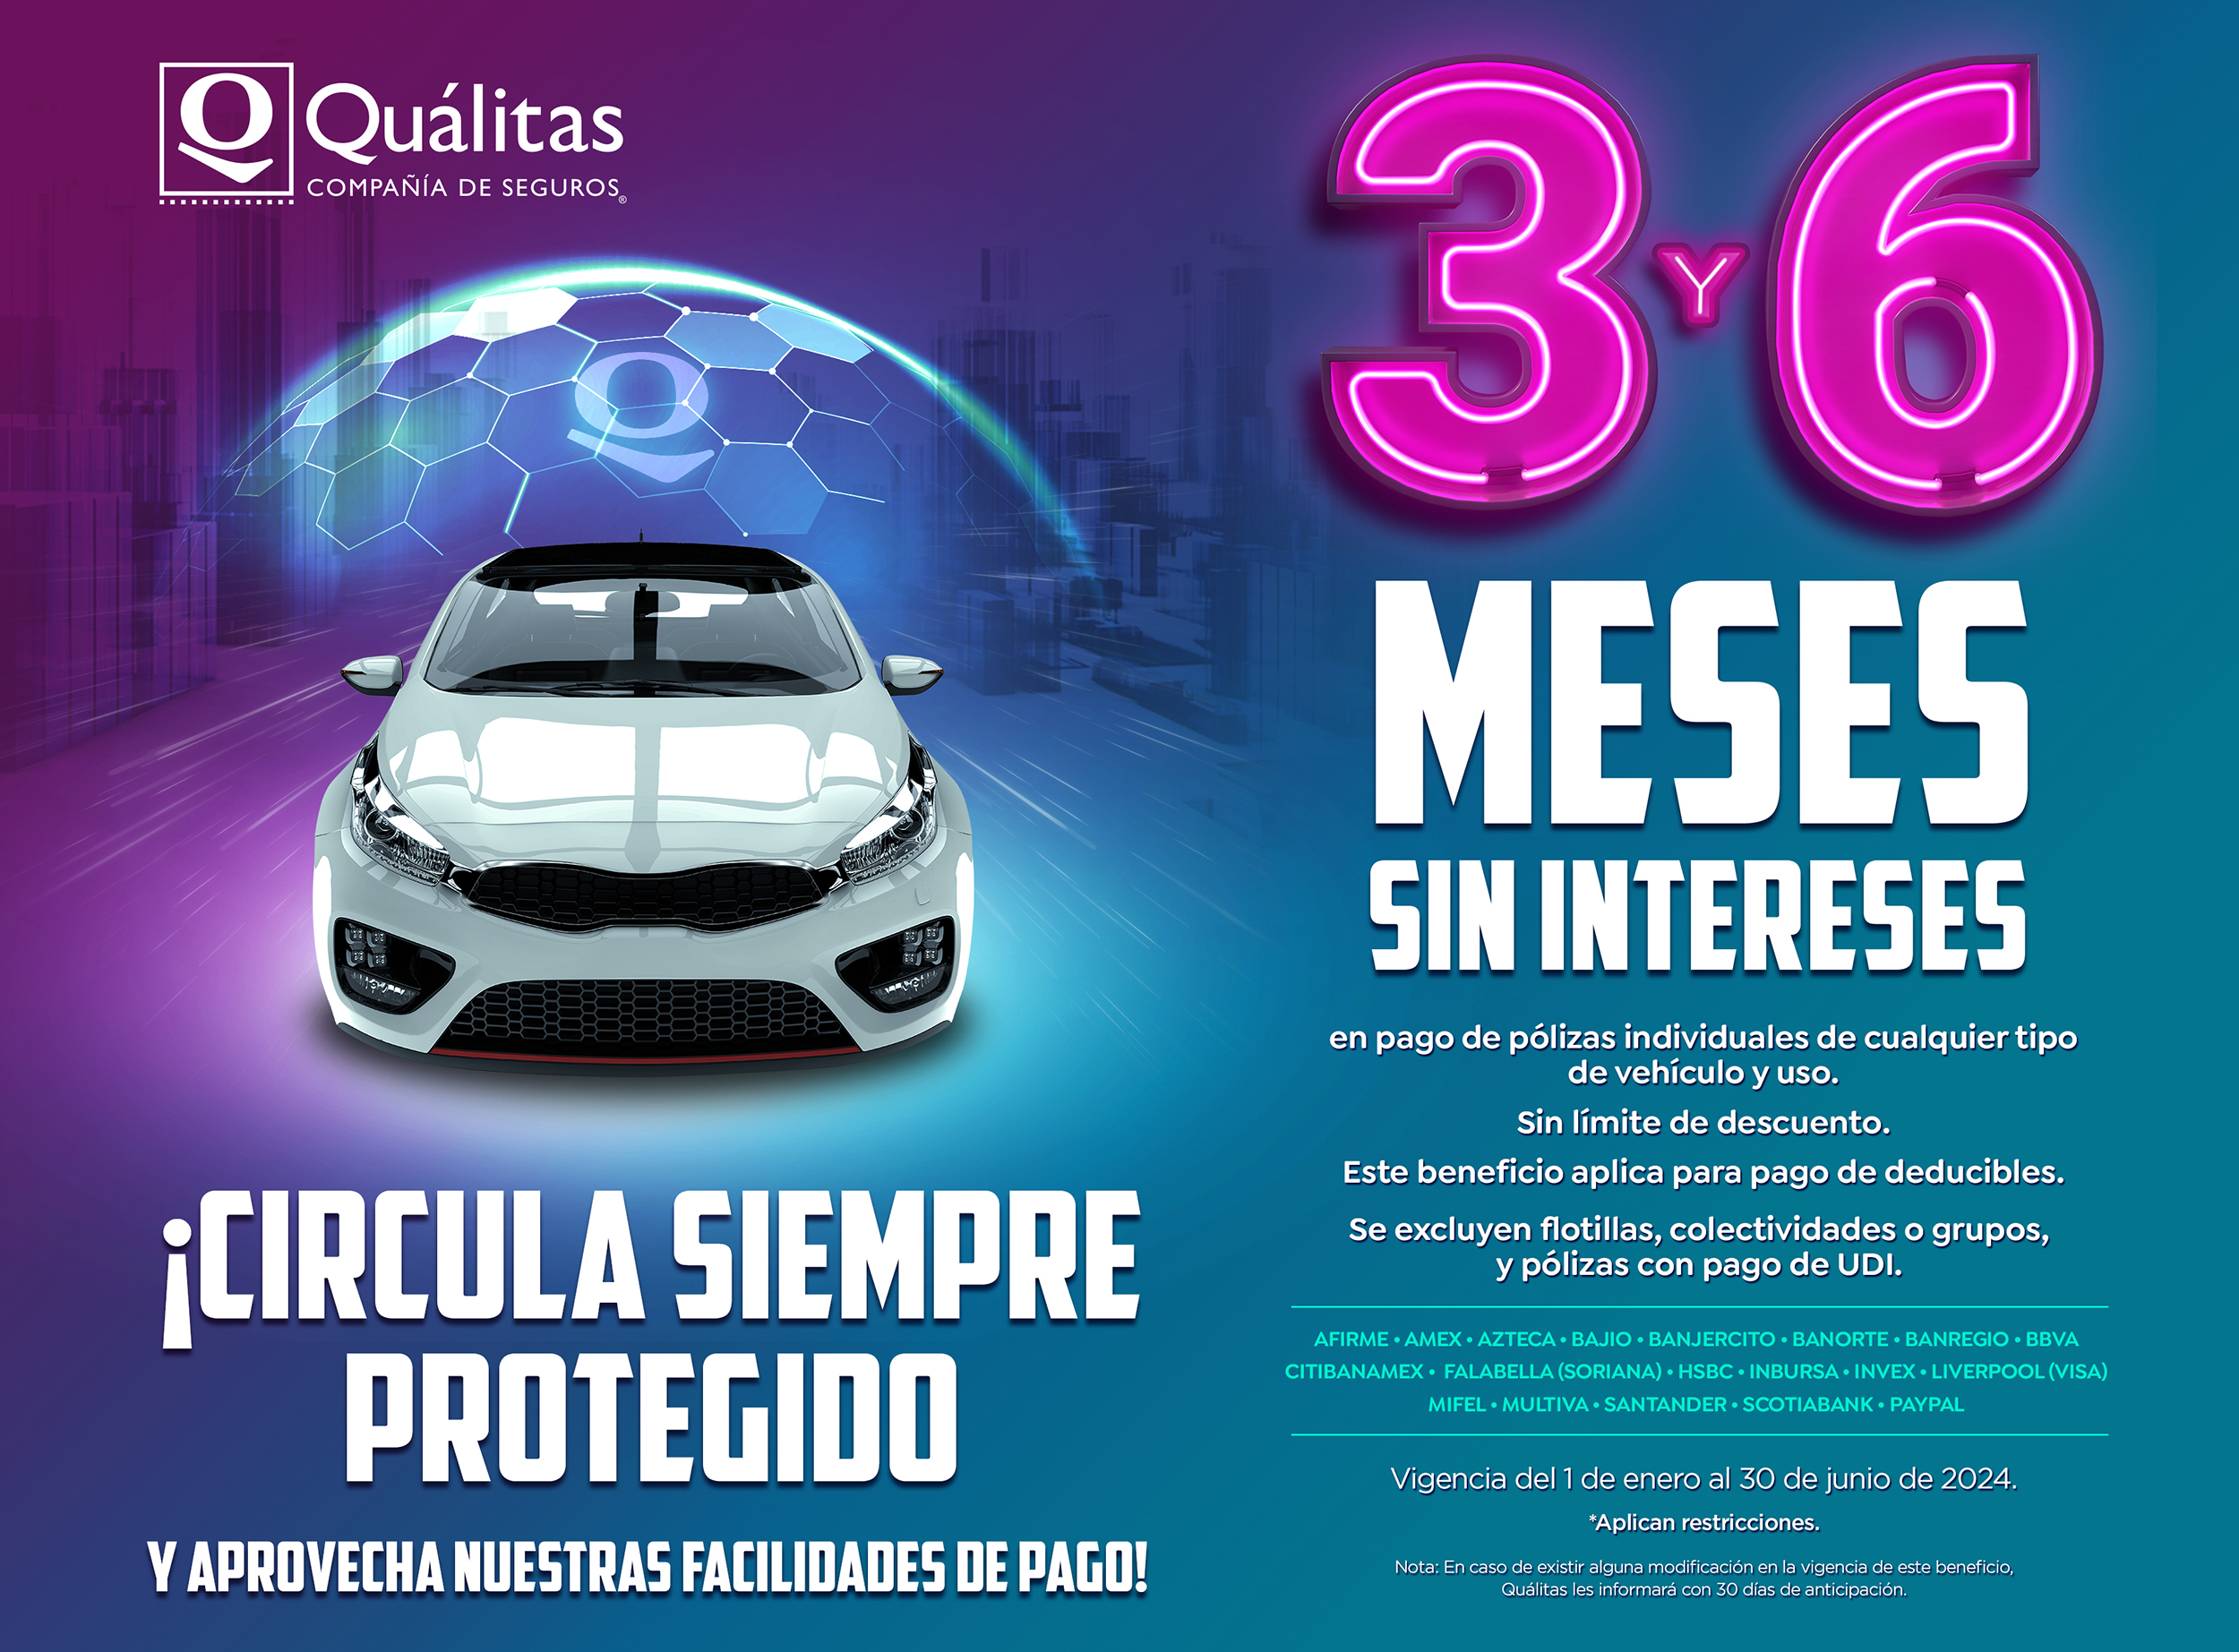 Quálitas
COMPAÑÍA DE SEGUROS®
¡CIRCULA SIEMPRE
PROTEGIDO
Y APROVECHA NUESTRAS FACILIDADES DE PAGO!
3 Y 6
MESES
SIN INTERESES
en pago de pólizas individuales de cualquier tipo
de vehículo y uso.
Sin límite de descuento.
Este beneficio aplica para pago de deducibles.
Se excluyen flotillas, colectividades o grupos,
y pólizas con pago de UDI.
AFIRME • AMEX • AZTECA • BAJIO • BANJERCITO • BANORTE • BANREGIO • BBVA
CITIBANAMEX • FALABELLA (SORIANA) • HSBC • INBURSA • INVEX • LIVERPOOL (VISA)
MIFEL • MULTIVA • SANTANDER • SCOTIABANK • PAYPAL
Vigencia del 1 de enero al 30 de junio de 2024.
*Aplican restricciones.
Nota: En caso de existir alguna modificación en la vigencia de este beneficio,
Quálitas les informará con 30 días de anticipación.